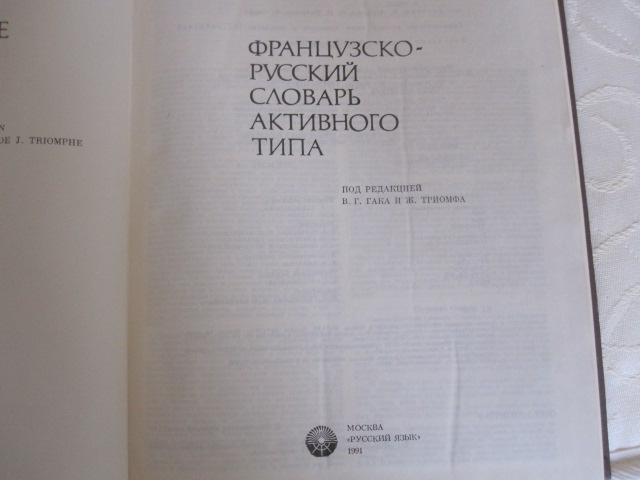 E
N
DE J. TRIOMPHE
ФРАНЦУЗСКО-
РУССКИЙ
СЛОВАРЬ
АКТИВНОГО
ТИПА
ПОД РЕДАКЦИЕЙ
В. Г. ГАКА И Ж. ТРИОМФА
МОСКВА
«РУССКИЙ ЯЗЫК»
1991